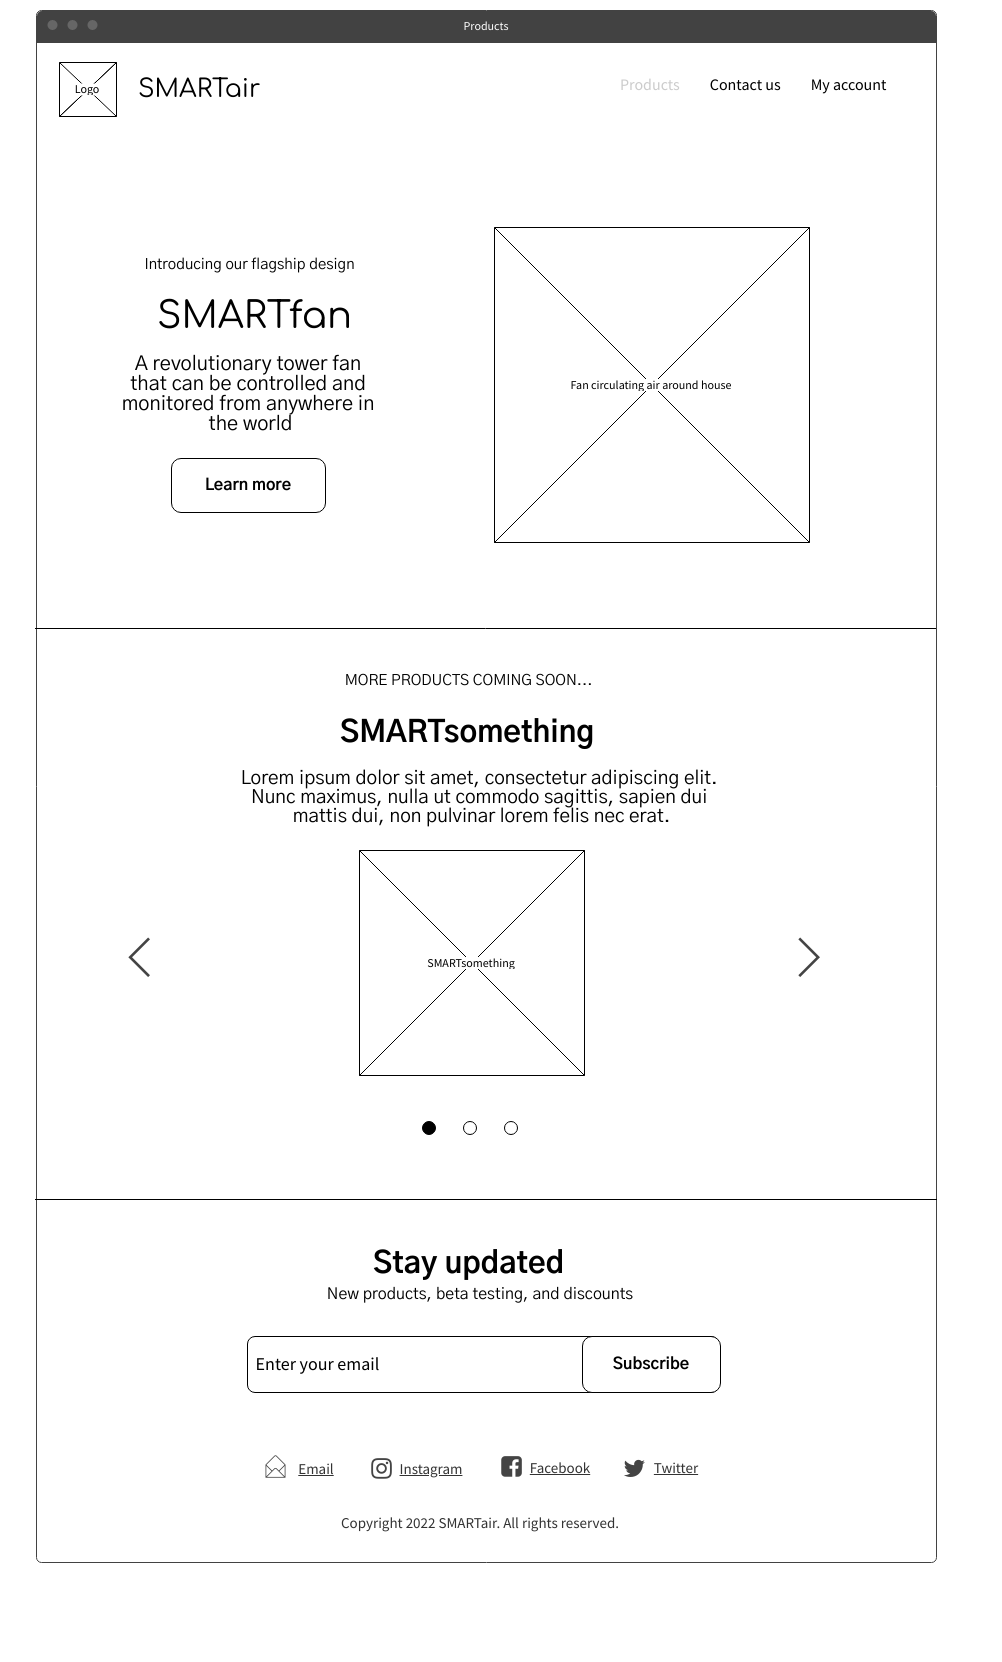 Products
Logo
SMARTair
Products
Contact us
My account
Introducing our flagship design
SMARTfan
A revolutionary tower fan
that can be controlled and
monitored from anywhere in
the world
Learn more
Fan circulating air around house
MORE PRODUCTS COMING SOON...
SMARTsomething
Lorem ipsum dolor sit amet, consectetur adipiscing elit.
Nunc maximus, nulla ut commodo sagittis, sapien dui
mattis dui, non pulvinar lorem felis nec erat.
SMARTsomething
Stay updated
New products, beta testing, and discounts
Enter your email
Subscribe
Email
Instagram
Facebook
Twitter
Copyright 2022 SMARTair. All rights reserved.